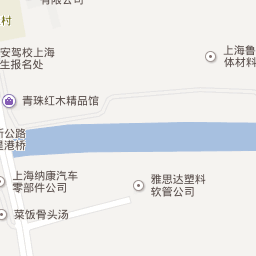 有限公司
村
安驾校上海
生报名处
上海鲁
体材料
青珠红木精品馆
新公路
星港桥
上海纳康汽车
零部件公司
雅思达塑料
软管公司
菜饭骨头汤